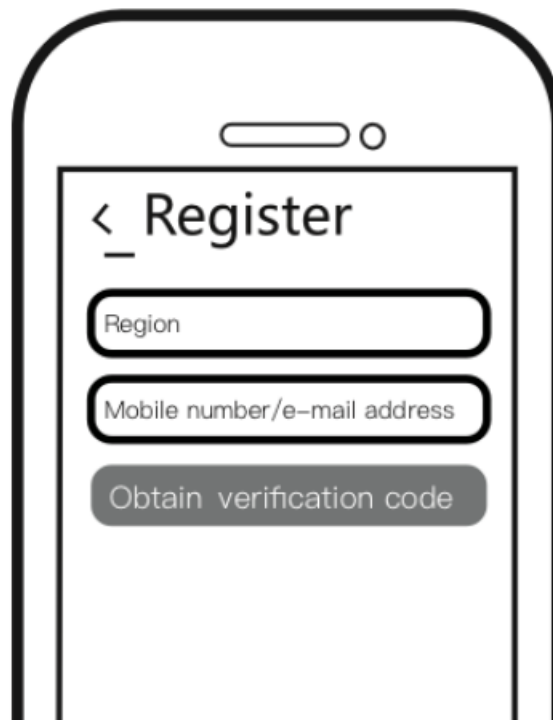 < Register
Region
Mobile number/e-mail address
Obtain verification code